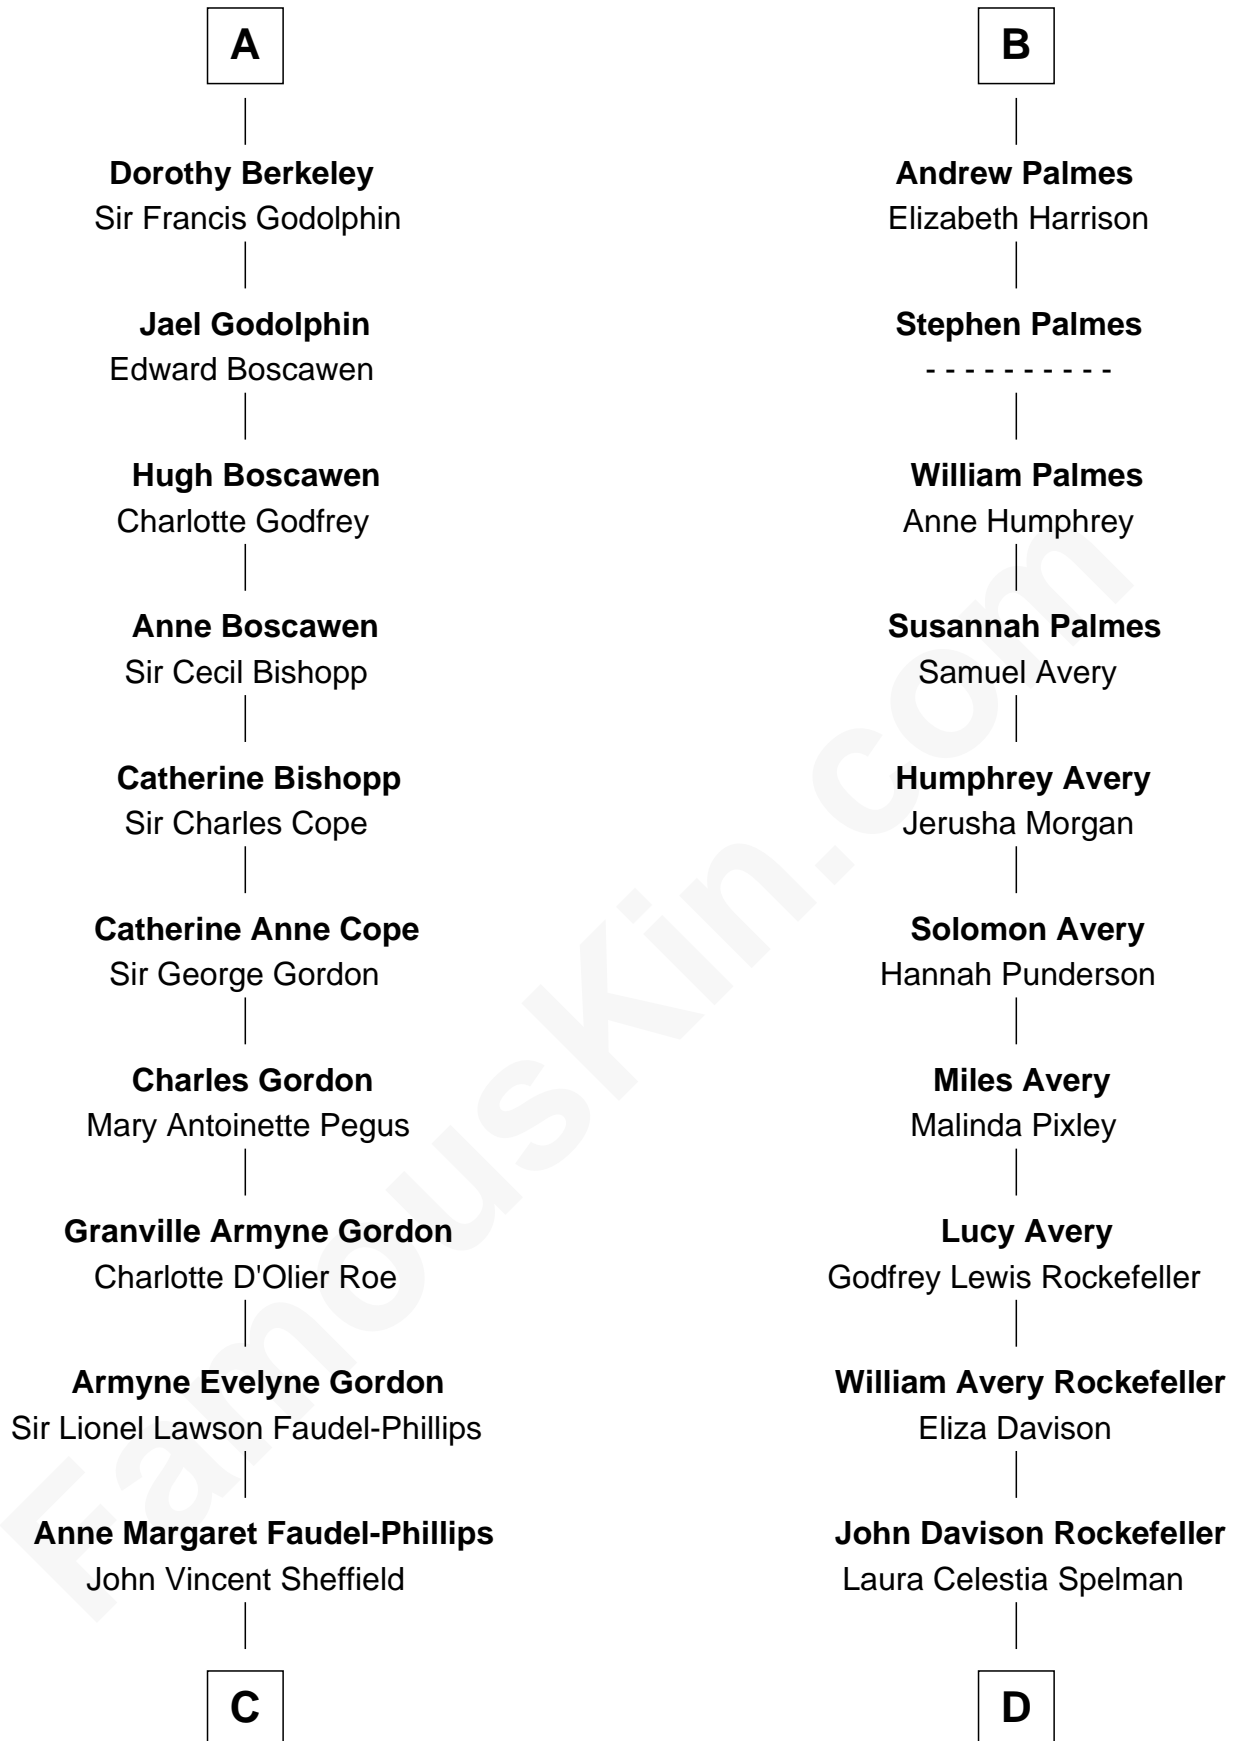 A
Dorothy Berkeley
Sir Francis Godolphin
Jael Godolphin
Edward Boscawen
Hugh Boscawen
Charlotte Godfrey
Anne Boscawen
Sir Cecil Bishopp
Catherine Bishopp
Sir Charles Cope
Catherine Anne Cope
Sir George Gordon
Charles Gordon
Mary Antoinette Pegus
Granville Armyne Gordon
Charlotte D'Olier Roe
Armyne Evelyne Gordon
Sir Lionel Lawson Faudel-Phillips
Anne Margaret Faudel-Phillips
John Vincent Sheffield
C
B
Andrew Palmes
Elizabeth Harrison
Stephen Palmes
- - - - - - - - - -
William Palmes
Anne Humphrey
Susannah Palmes
Samuel Avery
Humphrey Avery
Jerusha Morgan
Solomon Avery
Hannah Punderson
Miles Avery
Malinda Pixley
Lucy Avery
Godfrey Lewis Rockefeller
William Avery Rockefeller
Eliza Davison
John Davison Rockefeller
Laura Celestia Spelman
D
FamousKin.com